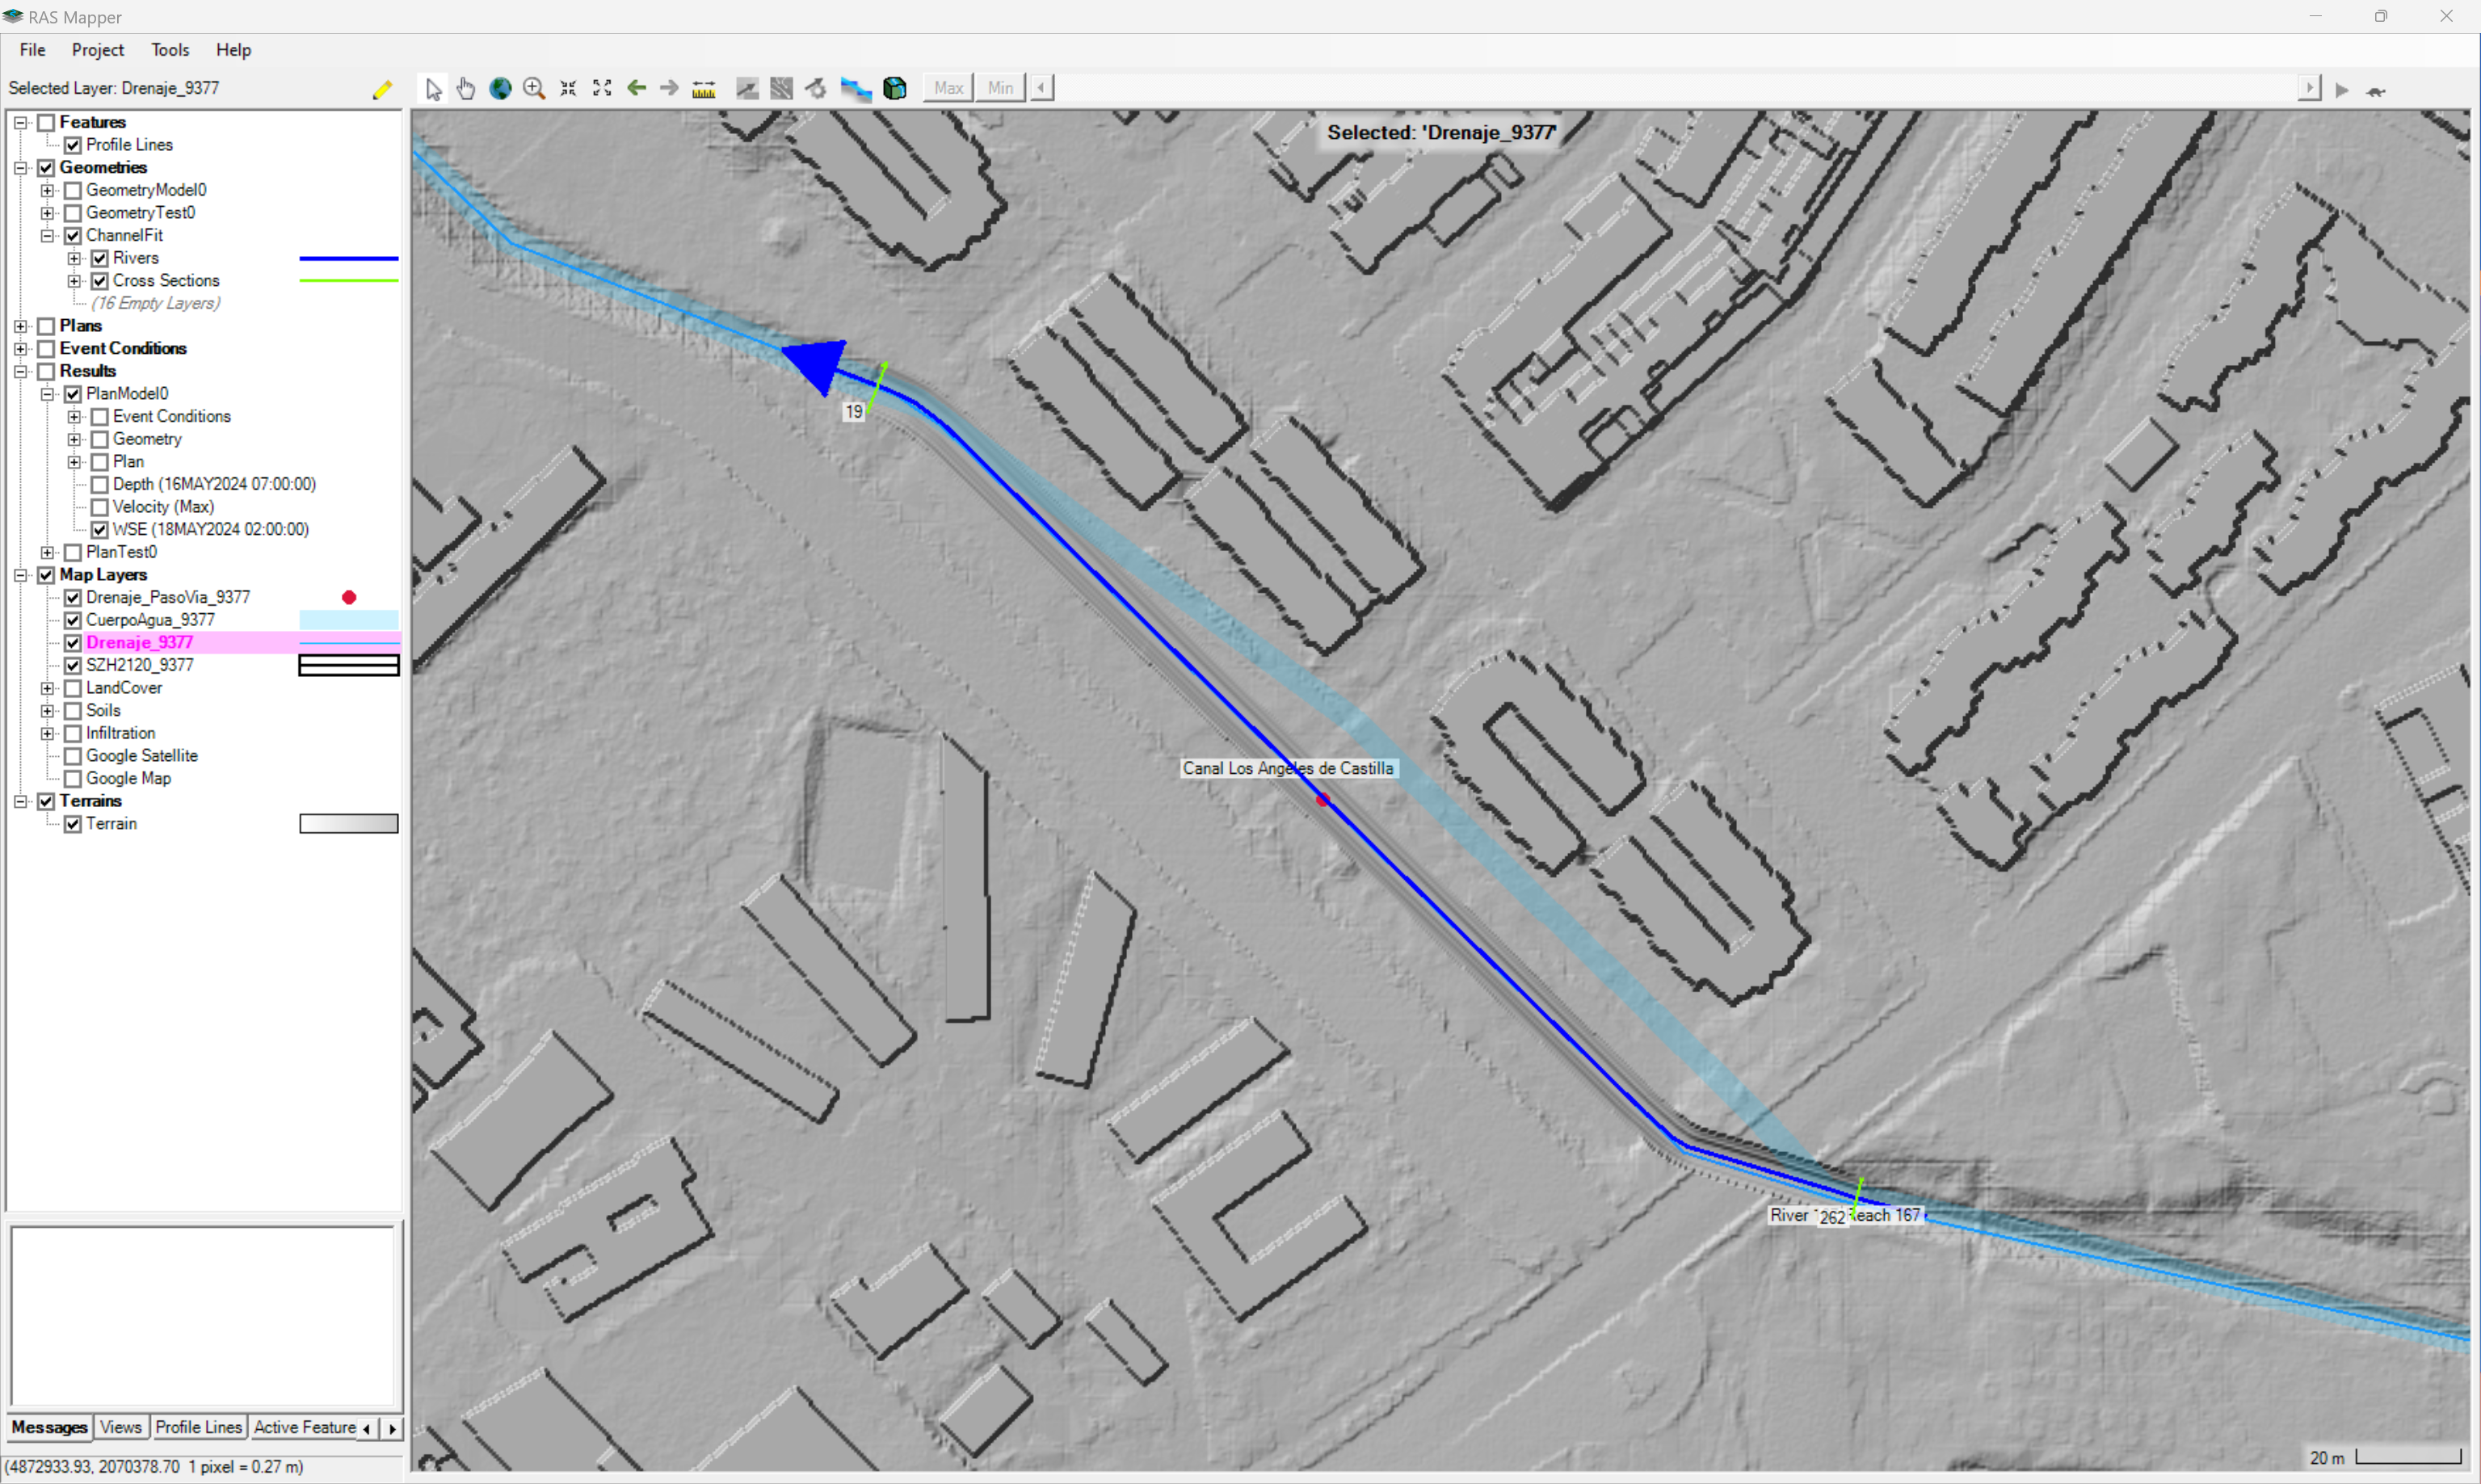 RAS Mapper
File Project Tools Help
Selected Layer: Drenaje_9377
Max Min
Features
Profile Lines
Geometries
GeometryModel0
GeometryTest0
ChannelFit
Rivers
Cross Sections
(16 Empty Layers)
Plans
Event Conditions
Results
PlanModel0
Event Conditions
Geometry
Plan
Depth (16MAY2024 07:00:00)
Velocity (Max)
WSE (18MAY2024 02:00:00)
PlanTest0
Map Layers
Drenaje_PasoVia_9377
CuerpoAgua_9377
Drenaje_9377
SZH2120_9377
LandCover
Soils
Infiltration
Google Satellite
Google Map
Terrains
Terrain
Messages Views Profile Lines Active Feature
(4872933.93, 2070378.70 1 pixel = 0.27 m)
Selected: 'Drenaje_9377'
19
Canal Los Angeles de Castilla
River 262 Reach 167
20 m